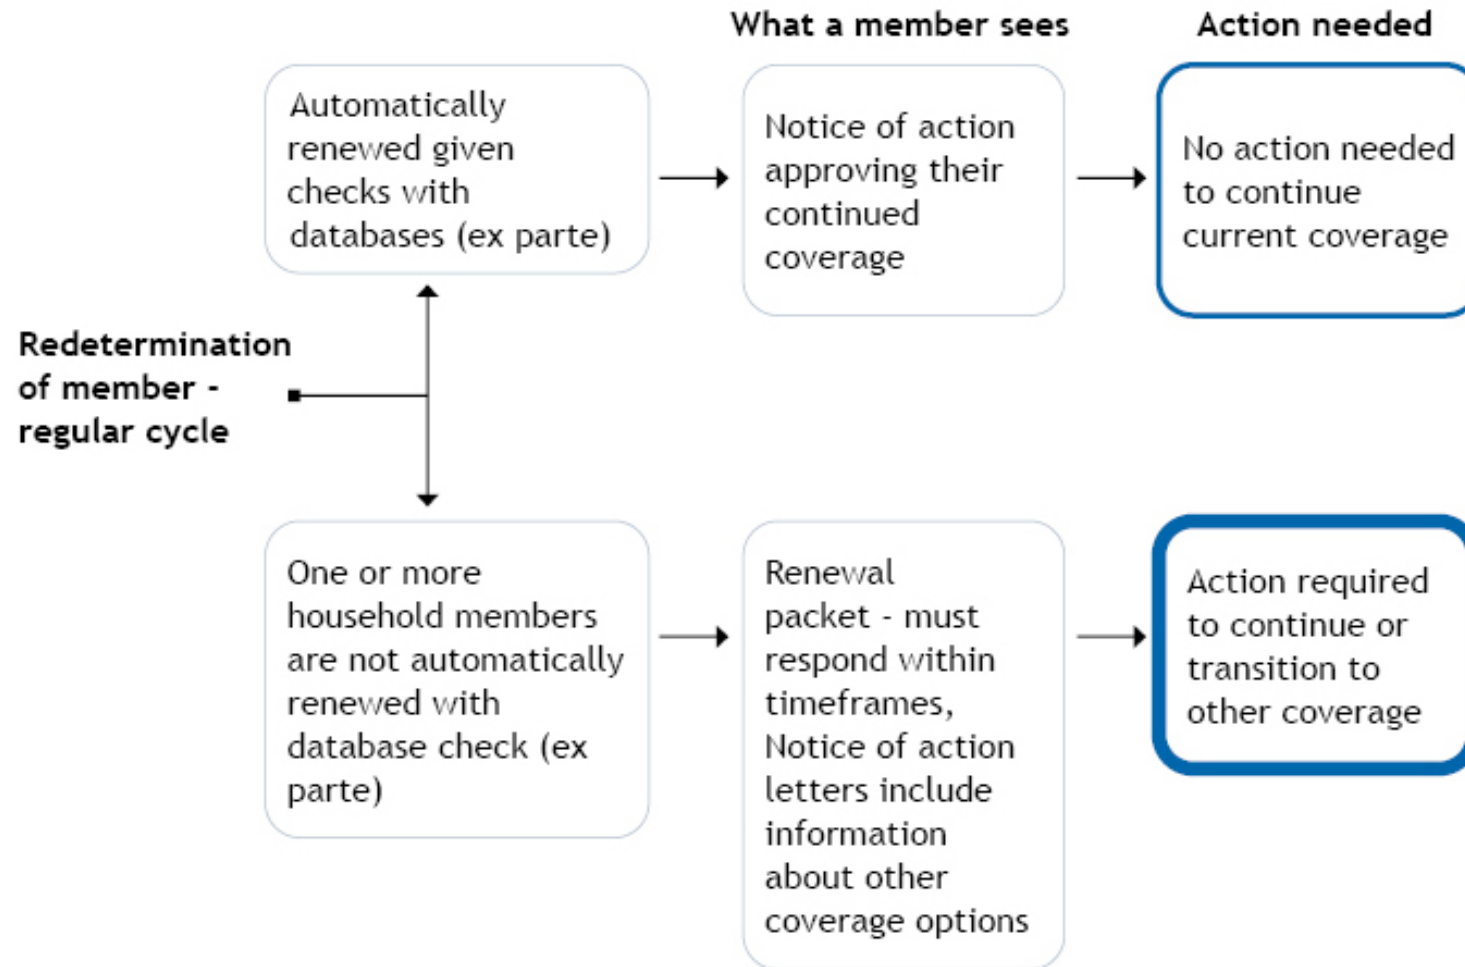 What a member sees
Action needed
Automatically
renewed given
checks with
databases (ex parte)
Notice of action
approving their
continued
coverage
No action needed
to continue
current coverage
Redetermination
of member -
regular cycle
One or more
household members
are not automatically
renewed with
database check (ex
parte)
Renewal
packet - must
respond within
timeframes,
Notice of action
letters include
information
about other
coverage options
Action required
to continue or
transition to
other coverage